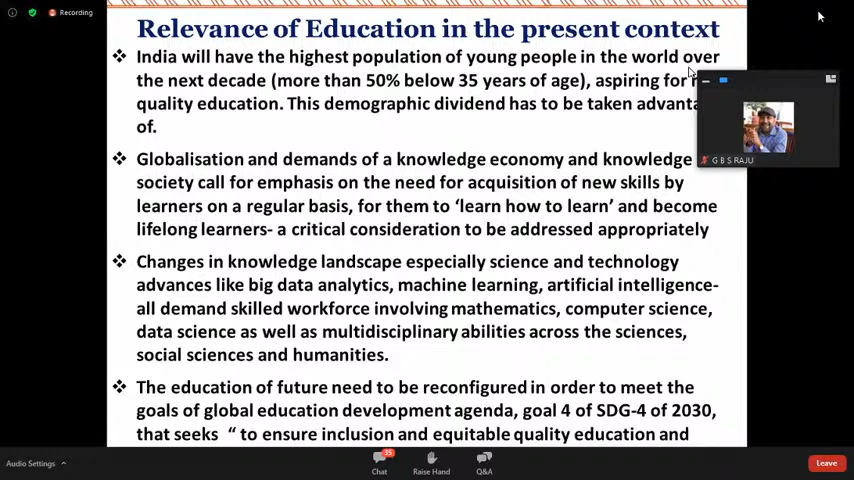 Recording
Relevance of Education in the present context
❖ India will have the highest population of young people in the world over
the next decade (more than 50% below 35 years of age), aspiring for
quality education. This demographic dividend has to be taken advanta
of.
❖ Globalisation and demands of a knowledge economy and knowledge
society call for emphasis on the need for acquisition of new skills by
learners on a regular basis, for them to ‘learn how to learn’ and become
lifelong learners- a critical consideration to be addressed appropriately
❖ Changes in knowledge landscape especially science and technology
advances like big data analytics, machine learning, artificial intelligence-
all demand skilled workforce involving mathematics, computer science,
data science as well as multidisciplinary abilities across the sciences,
social sciences and humanities.
❖ The education of future need to be reconfigured in order to meet the
goals of global education development agenda, goal 4 of SDG-4 of 2030,
that seeks “ to ensure inclusion and equitable quality education and
G B S RAJU
Audio Settings
35
Chat
Raise Hand
Q&A
Leave